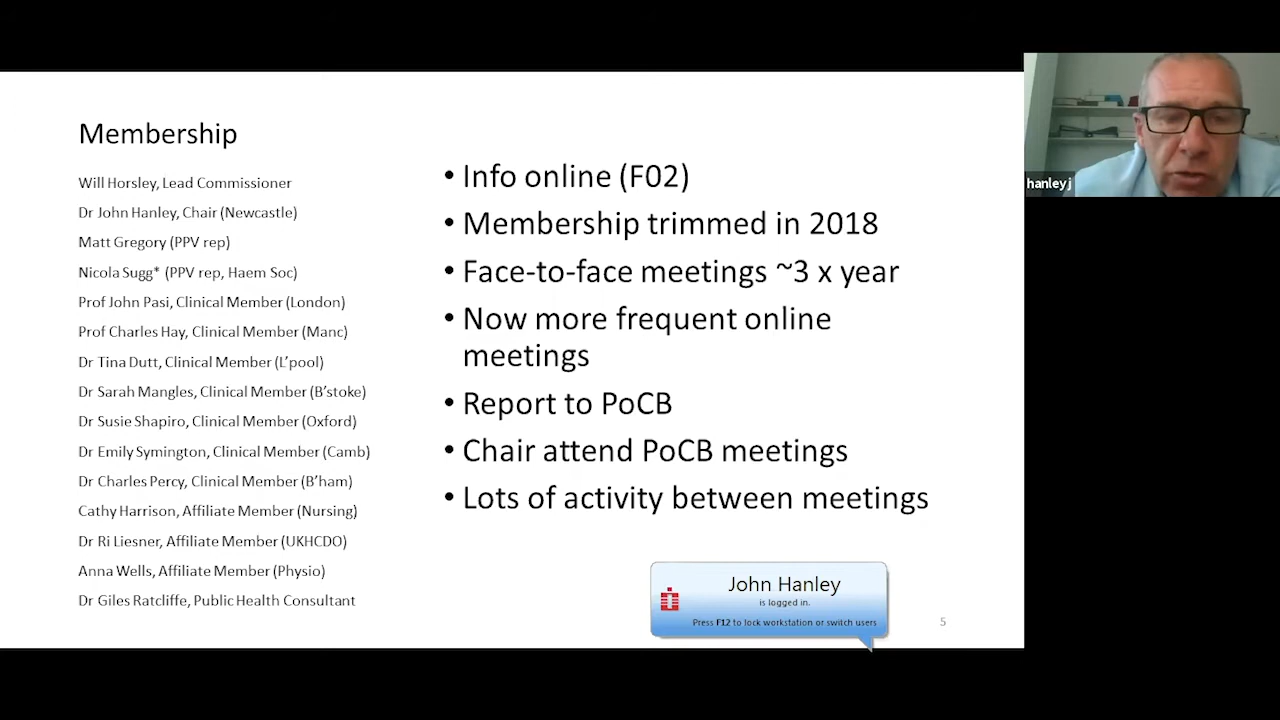 Membership
Will Horsley, Lead Commissioner
Dr John Hanley, Chair (Newcastle)
Matt Gregory (PPV rep)
Nicola Sugg* (PPV rep, Haem Soc)
Prof John Pasi, Clinical Member (London)
Prof Charles Hay, Clinical Member (Manc)
Dr Tina Dutt, Clinical Member (L'pool)
Dr Sarah Mangles, Clinical Member (B'stoke)
Dr Susie Shapiro, Clinical Member (Oxford)
Dr Emily Symington, Clinical Member (Camb)
Dr Charles Percy, Clinical Member (B'ham)
Cathy Harrison, Affiliate Member (Nursing)
Dr Ri Liesner, Affiliate Member (UKHCDO)
Anna Wells, Affiliate Member (Physio)
Dr Giles Ratcliffe, Public Health Consultant
• Info online (F02)
• Membership trimmed in 2018
• Face-to-face meetings ~3 x year
• Now more frequent online
meetings
• Report to PoCB
• Chair attend PoCB meetings
• Lots of activity between meetings
John Hanley
is logged in.
Press F12 to lock workstation or switch users
5
hanley j